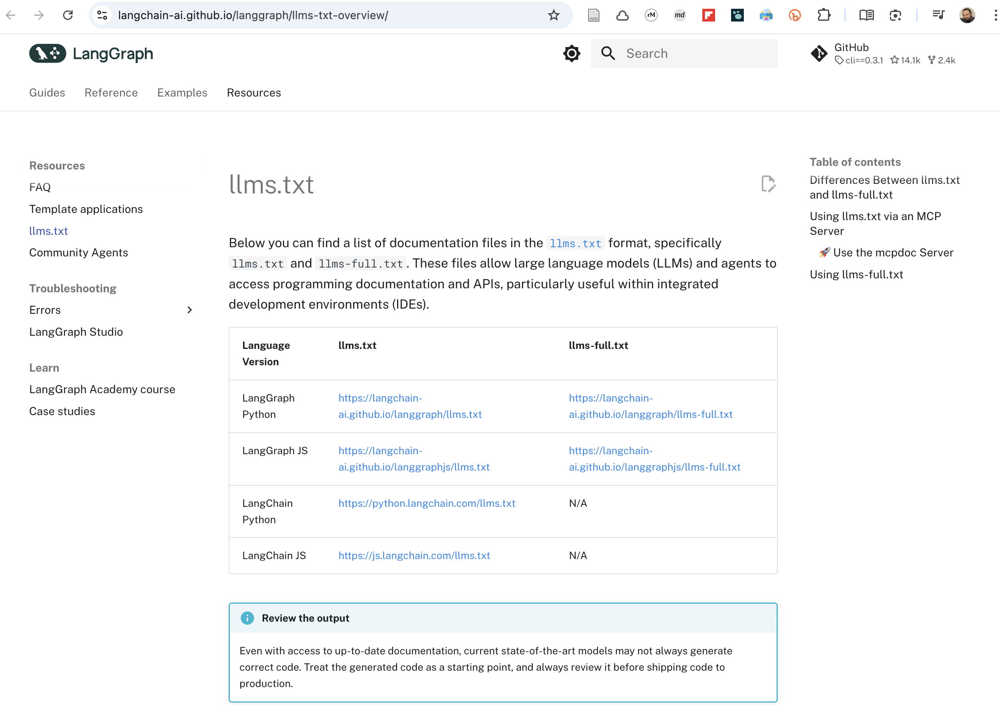 langchain-ai.github.io/langgraph/llms-txt-overview/
rM
md
LangGraph
Search
GitHub
cli==0.3.1 14.1k 2.4k
Guides Reference Examples Resources
Resources
FAQ
Template applications
llms.txt
Community Agents
Troubleshooting
Errors
LangGraph Studio
Learn
LangGraph Academy course
Case studies
llms.txt
Below you can find a list of documentation files in the llms.txt format, specifically
llms.txt and llms-full.txt. These files allow large language models (LLMs) and agents to
access programming documentation and APIs, particularly useful within integrated
development environments (IDEs).
Language
Version
llms.txt
llms-full.txt
LangGraph
Python
https://langchain-
ai.github.io/langgraph/llms.txt
https://langchain-
ai.github.io/langgraph/llms-full.txt
LangGraph JS
https://langchain-
ai.github.io/langgraphjs/llms.txt
https://langchain-
ai.github.io/langgraphjs/llms-full.txt
LangChain
Python
https://python.langchain.com/llms.txt
N/A
LangChain JS
https://js.langchain.com/llms.txt
N/A
Review the output
Even with access to up-to-date documentation, current state-of-the-art models may not always generate
correct code. Treat the generated code as a starting point, and always review it before shipping code to
production.
Table of contents
Differences Between llms.txt
and llms-full.txt
Using llms.txt via an MCP
Server
🚀 Use the mcpdoc Server
Using llms-full.txt